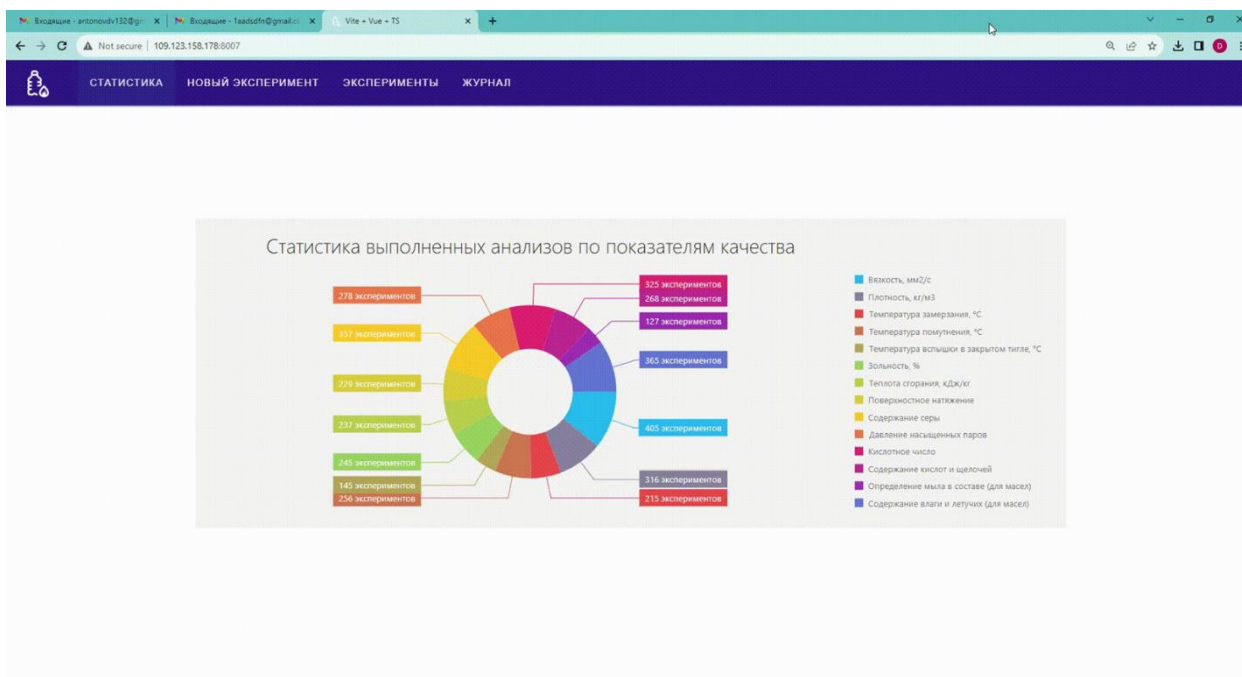 Входящие - antonovdv132@gm
Входящие - 1aadsdfn@gmail.c
Vite + Vue + TS
Not secure | 109.123.158.178:8007
D
СТАТИСТИКА НОВЫЙ ЭКСПЕРИМЕНТ ЭКСПЕРИМЕНТЫ ЖУРНАЛ
Статистика выполненных анализов по показателям качества
278 экспериментов
357 экспериментов
229 экспериментов
237 экспериментов
245 экспериментов
145 экспериментов
256 экспериментов
325 экспериментов
268 экспериментов
127 экспериментов
365 экспериментов
405 экспериментов
316 экспериментов
215 экспериментов
Вязкость, мм2/с
Плотность, кг/м3
Температура замерзания, °C
Температура помутнения, °C
Температура вспышки в закрытом тигле, °C
Зольность, %
Теплота сгорания, кДж/кг
Поверхностное натяжение
Содержание серы
Давление насыщенных паров
Кислотное число
Содержание кислот и щелочей
Определение мыла в составе (для масел)
Содержание влаги и летучих (для масел)